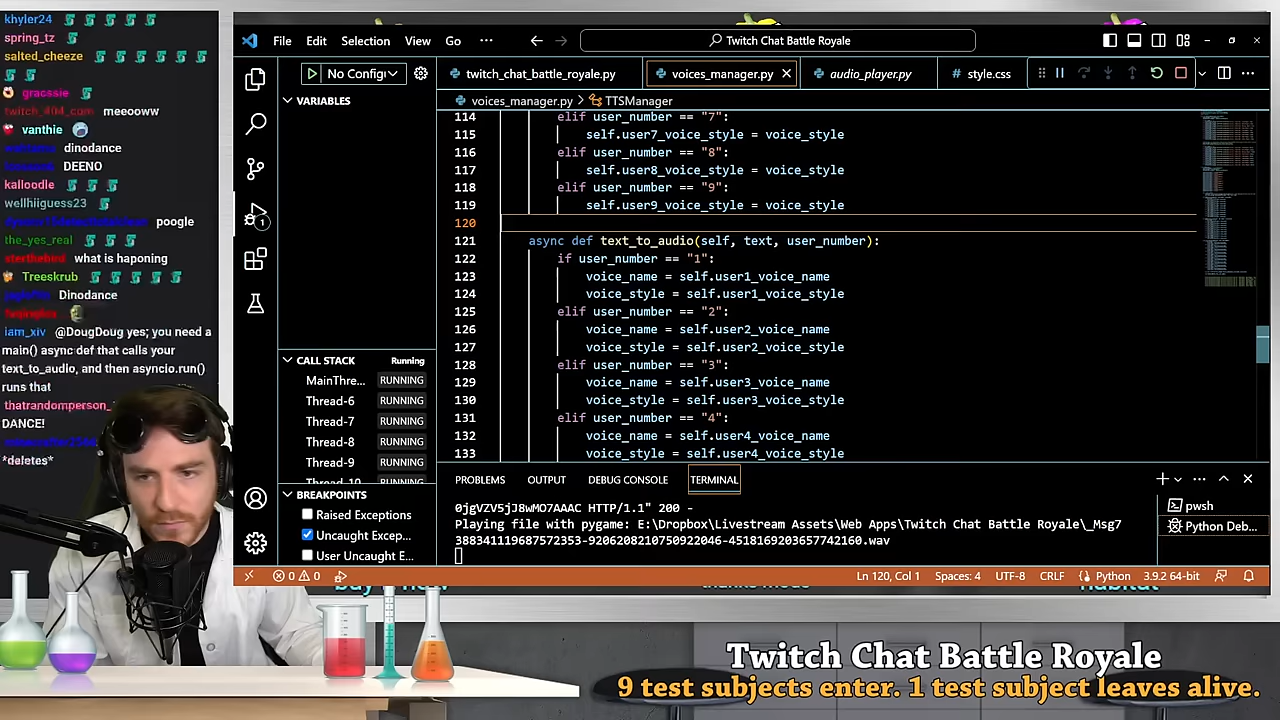 khyler24
spring_tz
salted_cheeze
gracssie
twitch_404_com meeooww
vanthie
dinodance
DEENO
kalloodle
wellhiiguess23
poogle
the_yes_real
what is haponing
Treeskrub
Dinodance
iam_xiv @DougDoug yes; you need a
main() async def that calls your
text_to_audio, and then asyncio.run()
runs that
thatrandomperson_
DANCE!
*deletes*
File Edit Selection View Go ··· Twitch Chat Battle Royale
No Config
twitch_chat_battle_royale.py voices_manager.py audio_player.py style.css
VARIABLES
voices_manager.py > TTSManager
114 elif user_number == "7":
115 self.user7_voice_style = voice_style
116 elif user_number == "8":
117 self.user8_voice_style = voice_style
118 elif user_number == "9":
119 self.user9_voice_style = voice_style
120
121 async def text_to_audio(self, text, user_number):
122 if user_number == "1":
123 voice_name = self.user1_voice_name
124 voice_style = self.user1_voice_style
125 elif user_number == "2":
126 voice_name = self.user2_voice_name
127 voice_style = self.user2_voice_style
128 elif user_number == "3":
129 voice_name = self.user3_voice_name
130 voice_style = self.user3_voice_style
131 elif user_number == "4":
132 voice_name = self.user4_voice_name
133 voice_style = self.user4_voice_style
CALL STACK Running
MainThre... RUNNING
Thread-6 RUNNING
Thread-7 RUNNING
Thread-8 RUNNING
Thread-9 RUNNING
Thread-10 RUNNING
BREAKPOINTS
Raised Exceptions
Uncaught Excep...
User Uncaught E...
PROBLEMS OUTPUT DEBUG CONSOLE TERMINAL
0jgVZV5jJ8wMO7AAAC HTTP/1.1" 200 -
Playing file with pygame: E:\Dropbox\Livestream Assets\Web Apps\Twitch Chat Battle Royale\_Msg7
388341119687572353-9206208210750922046-4518169203657742160.wav
pwsh
Python Deb...
0 0 Ln 120, Col 1 Spaces: 4 UTF-8 CRLF Python 3.9.2 64-bit
Twitch Chat Battle Royale
9 test subjects enter. 1 test subject leaves alive.